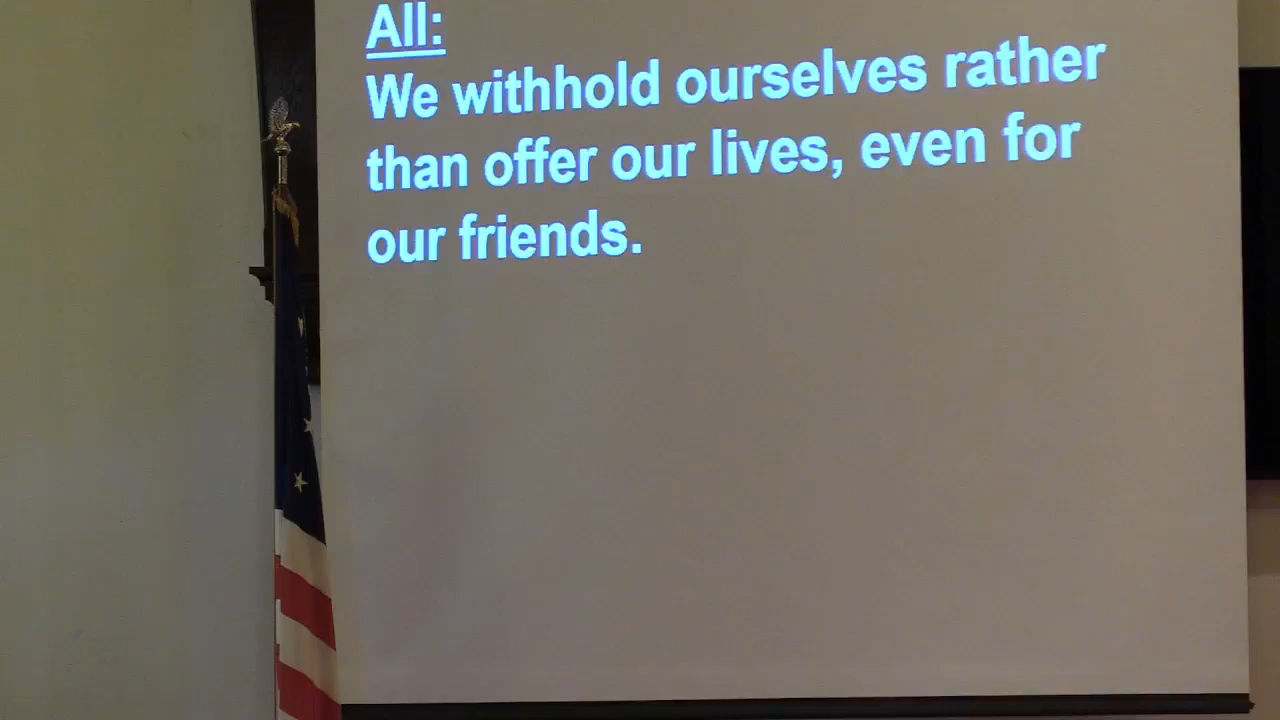 All:
We withhold ourselves rather
than offer our lives, even for
our friends.